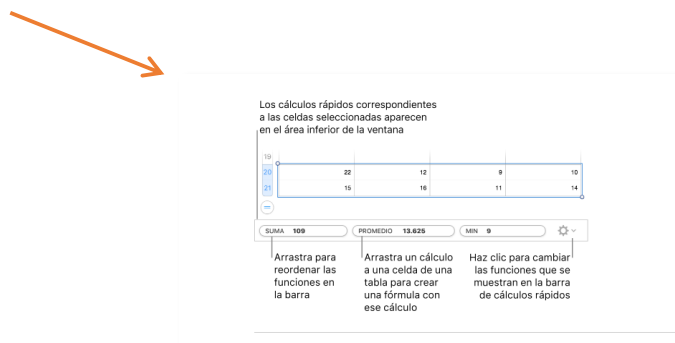 Los cálculos rápidos correspondientes
a las celdas seleccionadas aparecen
en el área inferior de la ventana
19
20 22 12 9 10
21 15 16 11 14
SUMA 109 PROMEDIO 13.625 MIN 9
Arrastra para
reordenar las
funciones en
la barra
Arrastra un cálculo
a una celda de una
tabla para crear
una fórmula con
ese cálculo
Haz clic para cambiar
las funciones que se
muestran en la barra
de cálculos rápidos